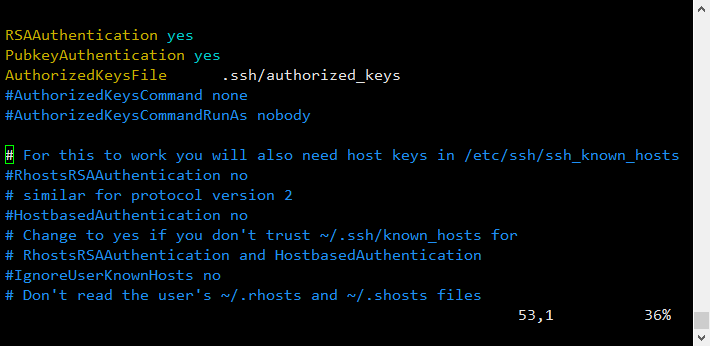 RSAAuthentication yes
PubkeyAuthentication yes
AuthorizedKeysFile      .ssh/authorized_keys
#AuthorizedKeysCommand none
#AuthorizedKeysCommandRunAs nobody
# For this to work you will also need host keys in /etc/ssh/ssh_known_hosts
#RhostsRSAAuthentication no
# similar for protocol version 2
#HostbasedAuthentication no
# Change to yes if you don't trust ~/.ssh/known_hosts for
# RhostsRSAAuthentication and HostbasedAuthentication
#IgnoreUserKnownHosts no
# Don't read the user's ~/.rhosts and ~/.shosts files
53,1          36%